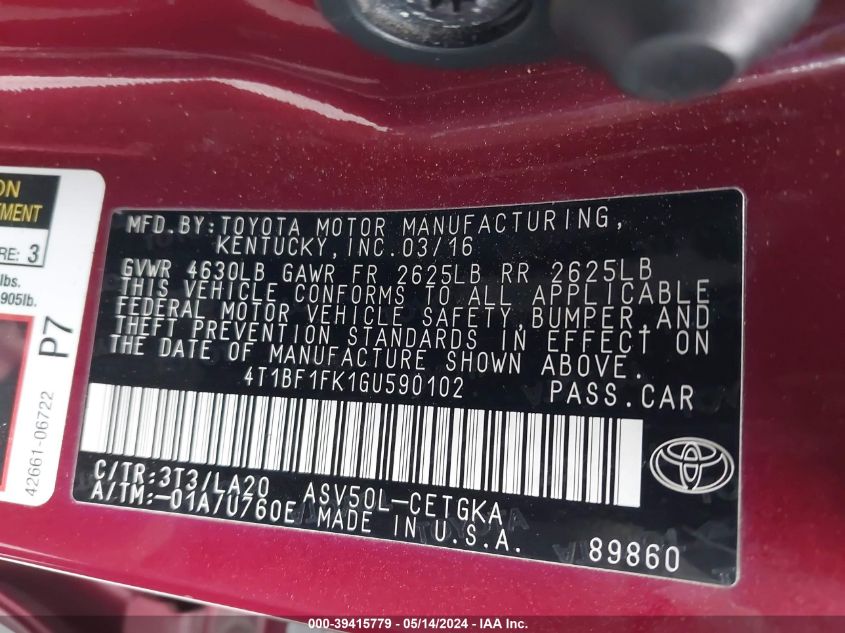 ON
TMENT
RE: 3
lbs.
905lb.
P7
42661-06722
MFD.BY:TOYOTA MOTOR MANUFACTURING,
KENTUCKY,INC.03/16
GVWR 4630LB GAWR FR 2625LB RR 2625LB
THIS VEHICLE CONFORMS TO ALL APPLICABLE
FEDERAL MOTOR VEHICLE SAFETY,BUMPER,AND
THEFT PREVENTION STANDARDS IN EFFECT ON
THE DATE OF MANUFACTURE SHOWN ABOVE.
4T1BF1FK1GU590102 PASS.CAR
C/TR:3T3/LA20 ASV50L-CETGKA
A/TM:-01A/U760E MADE IN U.S.A.
89860
000-39415779 - 05/14/2024 - IAA Inc.